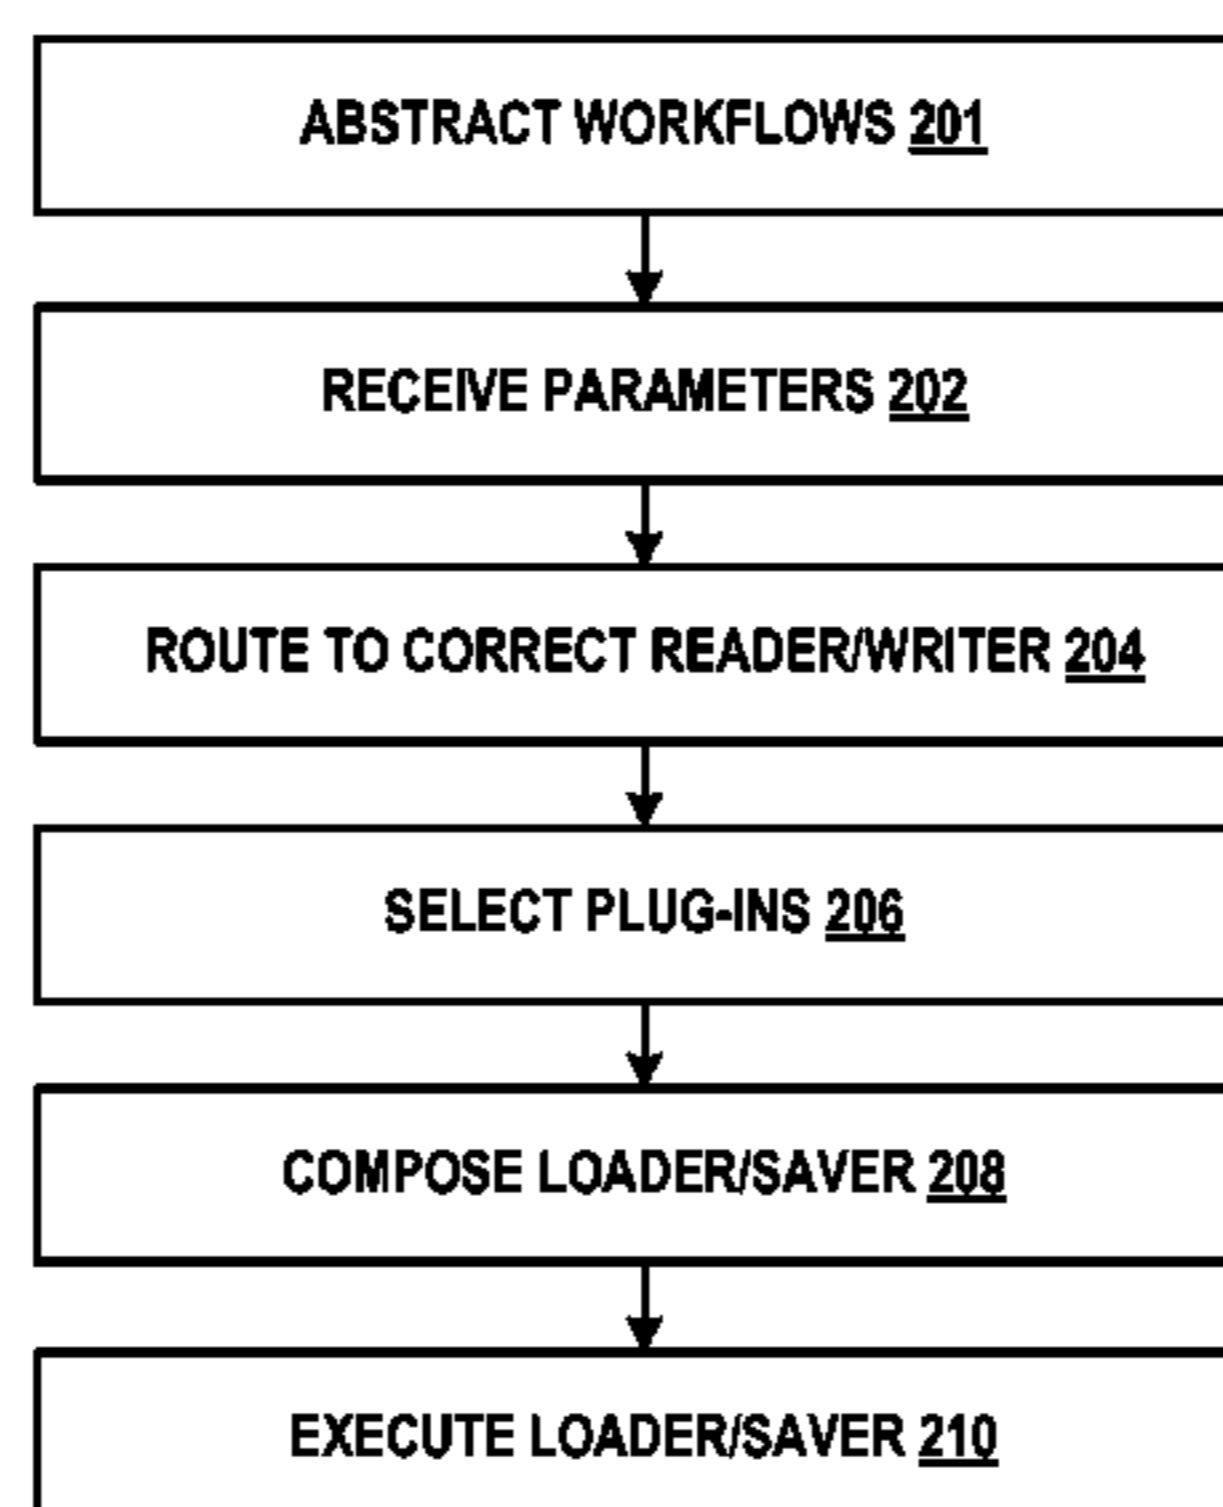 ABSTRACT WORKFLOWS 201
RECEIVE PARAMETERS 202
ROUTE TO CORRECT READER/WRITER 204
SELECT PLUG-INS 206
COMPOSE LOADER/SAVER 208
EXECUTE LOADER/SAVER 210